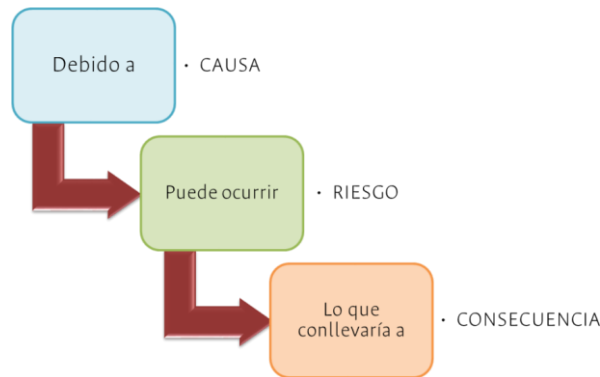 Debido a
· CAUSA
Puede ocurrir
· RIESGO
Lo que
conllevaría a
· CONSECUENCIA